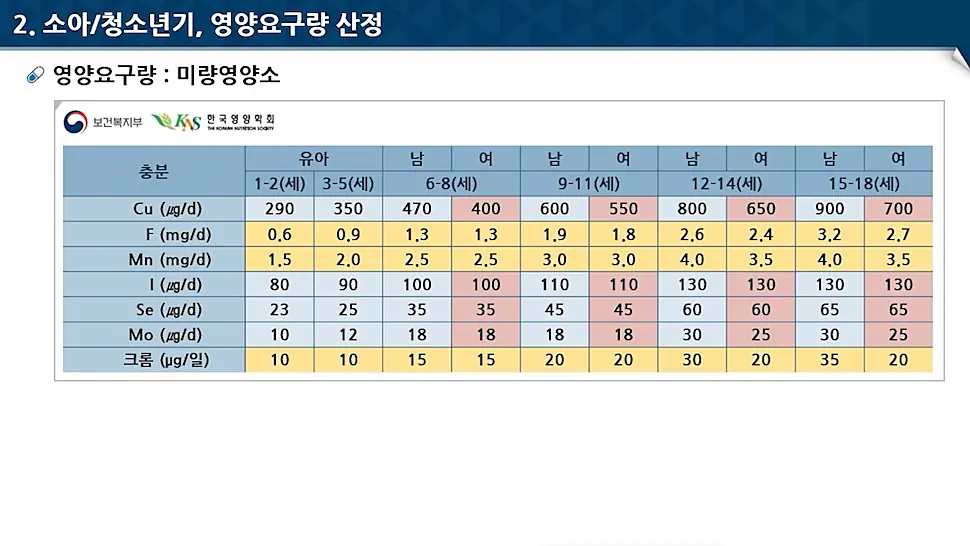 2. 소아/청소년기, 영양요구량 산정
영양요구량 : 미량영양소
보건복지부 KNS 한국영양학회
THE KOREAN NUTRITION SOCIETY
충분 유아 남 여 남 여 남 여 남 여
1-2(세) 3-5(세) 6-8(세) 9-11(세) 12-14(세) 15-18(세)
Cu (㎍/d) 290 350 470 400 600 550 800 650 900 700
F (mg/d) 0.6 0.9 1.3 1.3 1.9 1.8 2.6 2.4 3.2 2.7
Mn (mg/d) 1.5 2.0 2.5 2.5 3.0 3.0 4.0 3.5 4.0 3.5
I (㎍/d) 80 90 100 100 110 110 130 130 130 130
Se (㎍/d) 23 25 35 35 45 45 60 60 65 65
Mo (㎍/d) 10 12 18 18 18 18 30 25 30 25
크롬 (μg/일) 10 10 15 15 20 20 30 20 35 20